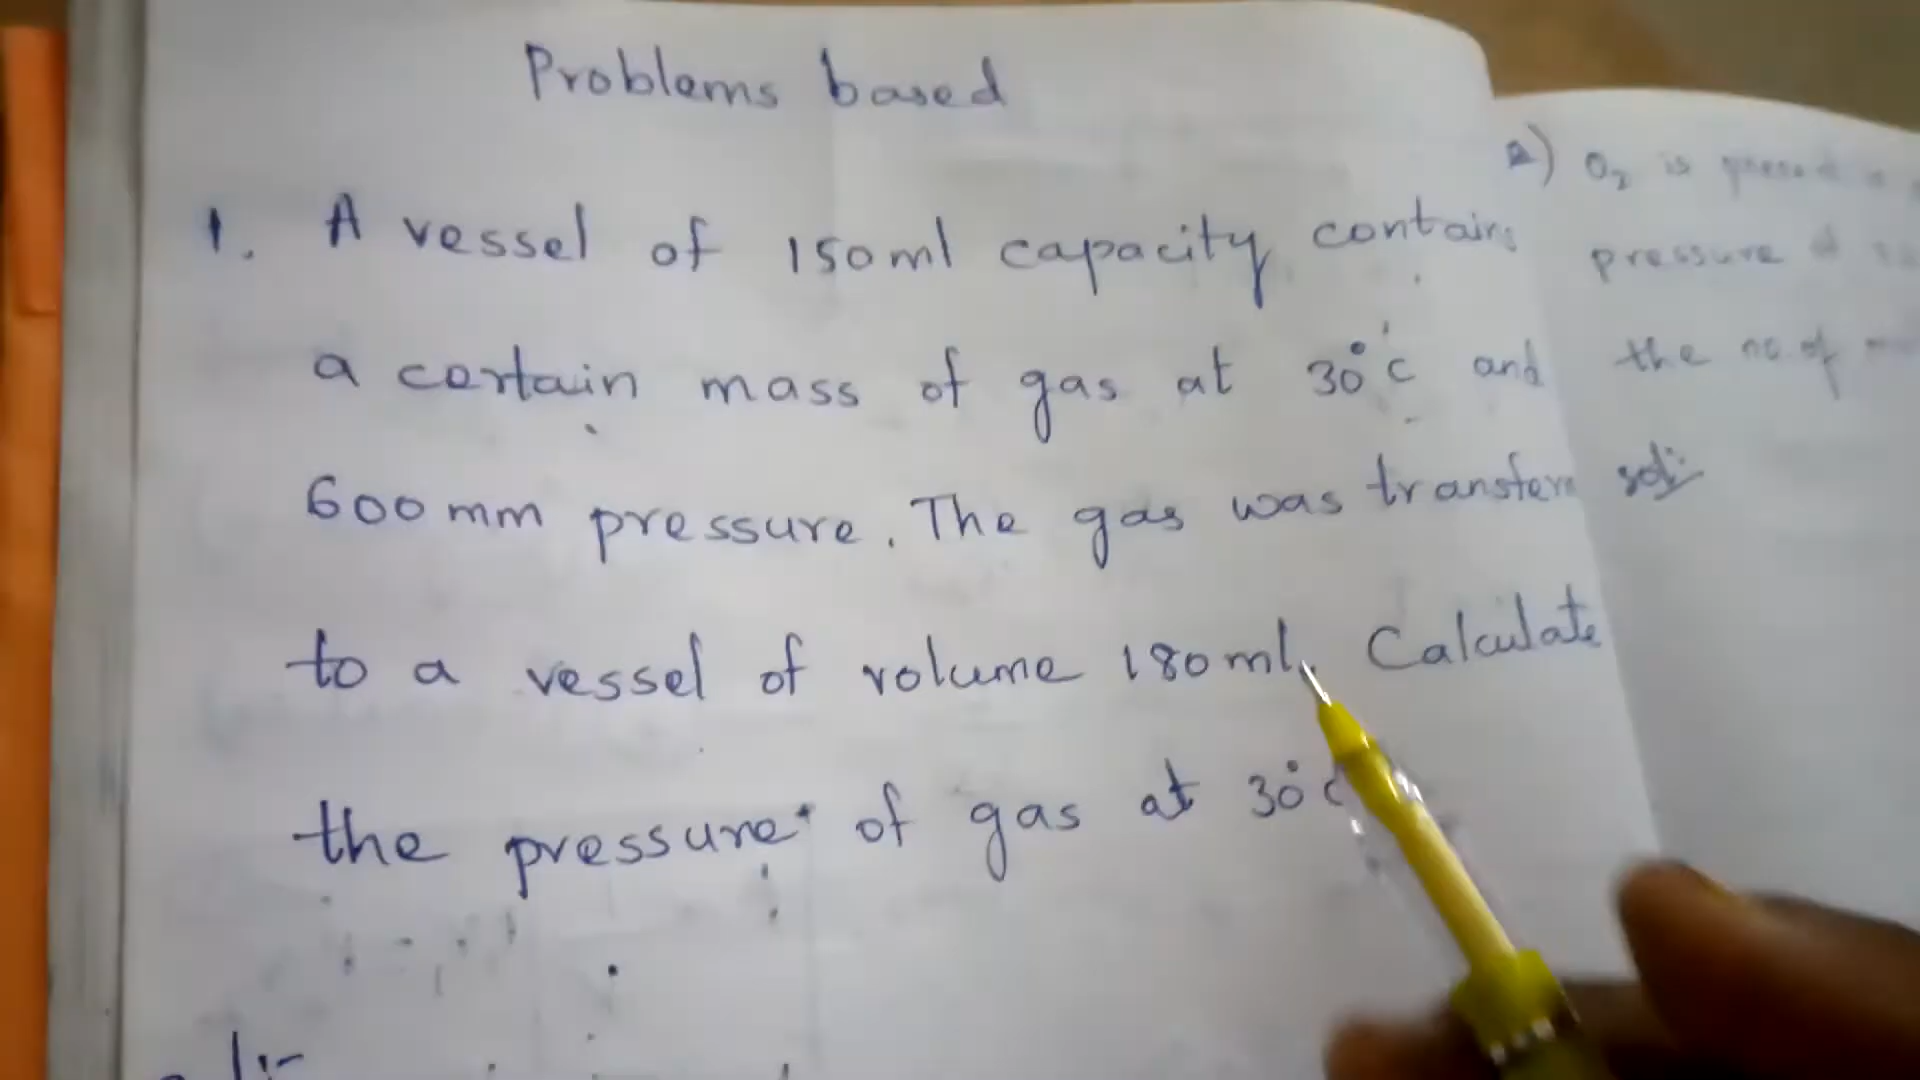 Problems based
1. A vessel of 150ml capacity contains
a certain mass of gas at 30°c and
600mm pressure. The gas was transfer
to a vessel of volume 180ml. Calculate
the pressure of gas at 30°c
2) O₂ is
pressure
the no. of
sol:-